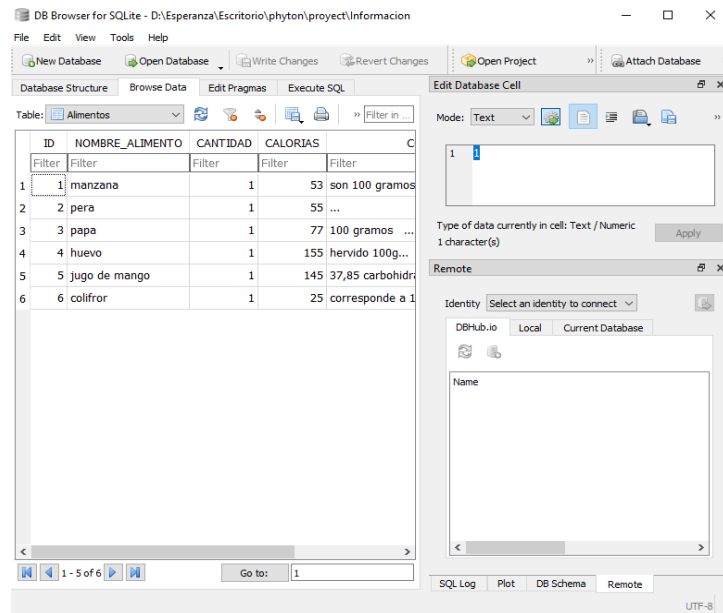 DB Browser for SQLite - D:\Esperanza\Escritorio\phyton\proyect\Informacion
File Edit View Tools Help
New Database Open Database Write Changes Revert Changes Open Project » Attach Database
Database Structure Browse Data Edit Pragmas Execute SQL
Table: Alimentos » Filter in ...
ID NOMBRE_ALIMENTO CANTIDAD CALORIAS
Filter Filter Filter Filter Filter
1 1 manzana 1 53 son 100 gramos
2 2 pera 1 55 ...
3 3 papa 1 77 100 gramos ...
4 4 huevo 1 155 hervido 100g...
5 5 jugo de mango 1 145 37,85 carbohidra
6 6 colifror 1 25 corresponde a 1
1 - 5 of 6 Go to: 1
Edit Database Cell
Mode: Text »
1 1
Type of data currently in cell: Text / Numeric
1 character(s)
Apply
Remote
Identity Select an identity to connect
DBHub.io Local Current Database
Name
SQL Log Plot DB Schema Remote
UTF-8